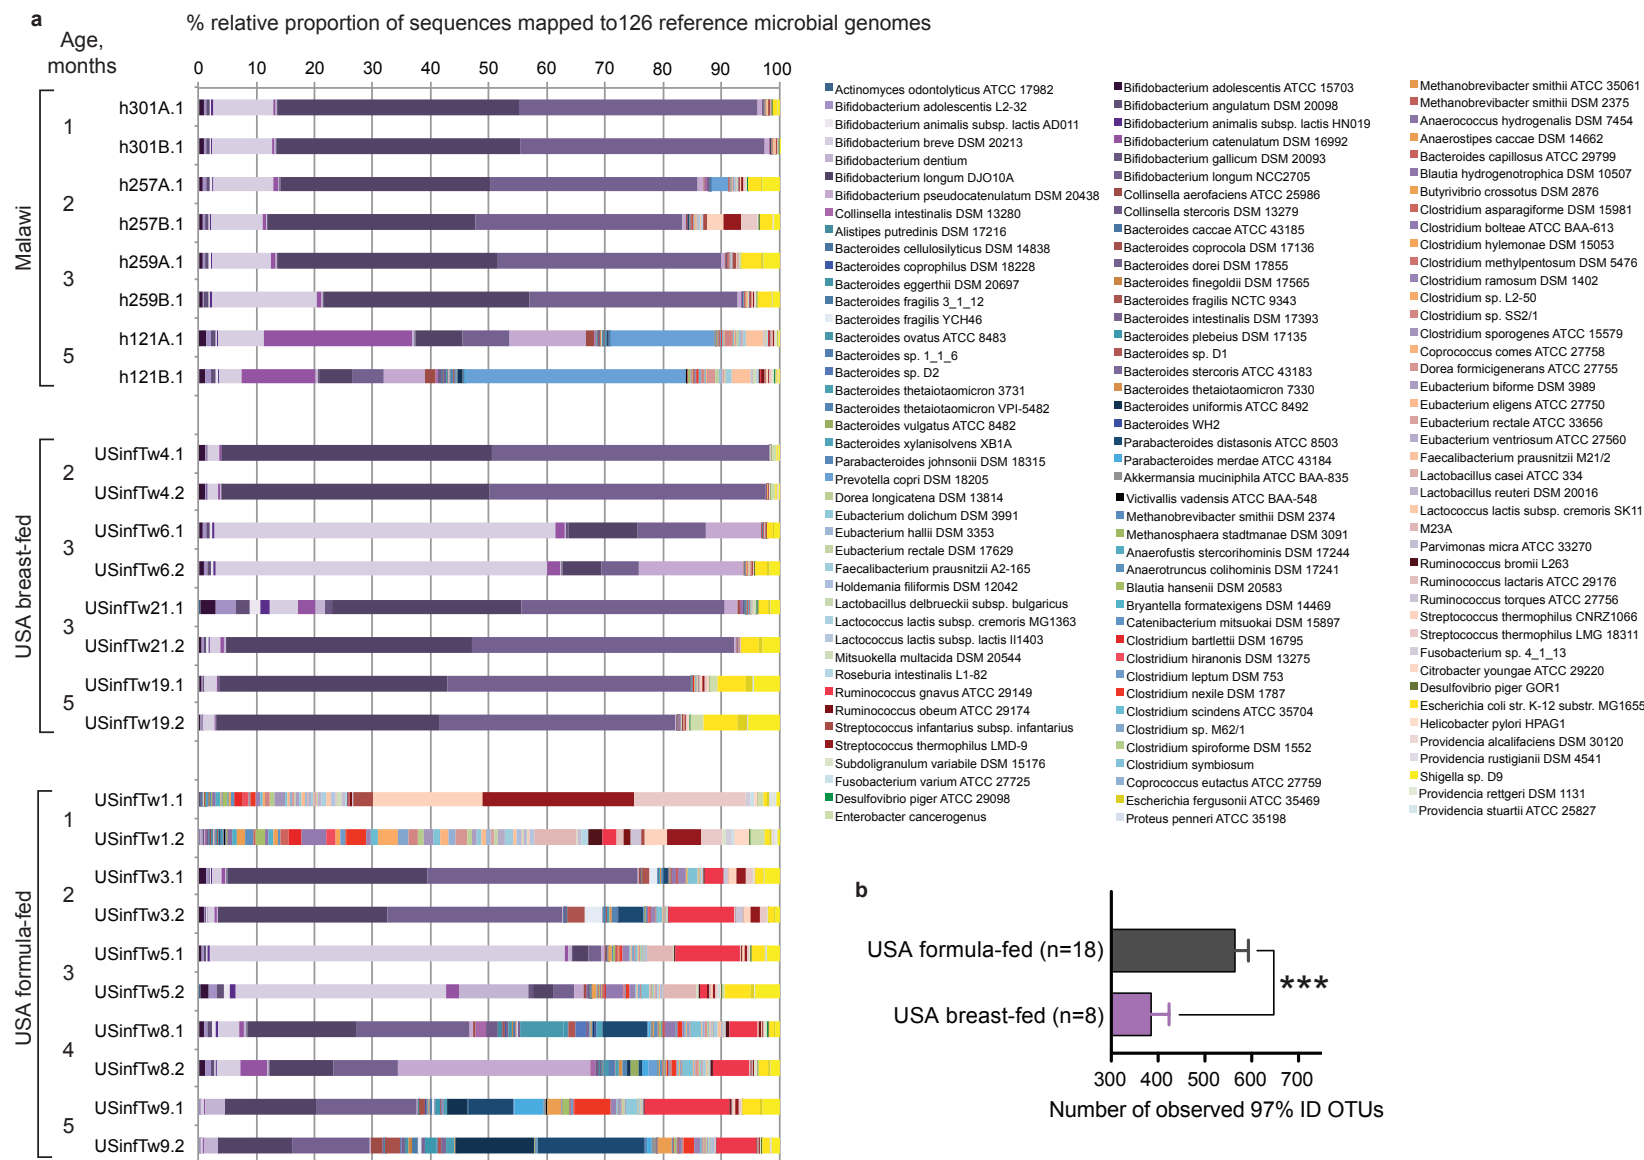 a
% relative proportion of sequences mapped to126 reference microbial genomes
Age,
months
0 10 20 30 40 50 60 70 80 90 100
Malawi
1
h301A.1
h301B.1
2
h257A.1
h257B.1
3
h259A.1
h259B.1
5
h121A.1
h121B.1
USA breast-fed
2
USinfTw4.1
USinfTw4.2
3
USinfTw6.1
USinfTw6.2
3
USinfTw21.1
USinfTw21.2
5
USinfTw19.1
USinfTw19.2
USA formula-fed
1
USinfTw1.1
USinfTw1.2
2
USinfTw3.1
USinfTw3.2
3
USinfTw5.1
USinfTw5.2
4
USinfTw8.1
USinfTw8.2
5
USinfTw9.1
USinfTw9.2
Actinomyces odontolyticus ATCC 17982
Bifidobacterium adolescentis L2-32
Bifidobacterium animalis subsp. lactis AD011
Bifidobacterium breve DSM 20213
Bifidobacterium dentium
Bifidobacterium longum DJO10A
Bifidobacterium pseudocatenulatum DSM 20438
Collinsella intestinalis DSM 13280
Alistipes putredinis DSM 17216
Bacteroides cellulosilyticus DSM 14838
Bacteroides coprophilus DSM 18228
Bacteroides eggerthii DSM 20697
Bacteroides fragilis 3_1_12
Bacteroides fragilis YCH46
Bacteroides ovatus ATCC 8483
Bacteroides sp. 1_1_6
Bacteroides sp. D2
Bacteroides thetaiotaomicron 3731
Bacteroides thetaiotaomicron VPI-5482
Bacteroides vulgatus ATCC 8482
Bacteroides xylanisolvens XB1A
Parabacteroides johnsonii DSM 18315
Prevotella copri DSM 18205
Dorea longicatena DSM 13814
Eubacterium dolichum DSM 3991
Eubacterium hallii DSM 3353
Eubacterium rectale DSM 17629
Faecalibacterium prausnitzii A2-165
Holdemania filiformis DSM 12042
Lactobacillus delbrueckii subsp. bulgaricus
Lactococcus lactis subsp. cremoris MG1363
Lactococcus lactis subsp. lactis Il1403
Mitsuokella multacida DSM 20544
Roseburia intestinalis L1-82
Ruminococcus gnavus ATCC 29149
Ruminococcus obeum ATCC 29174
Streptococcus infantarius subsp. infantarius
Streptococcus thermophilus LMD-9
Subdoligranulum variabile DSM 15176
Fusobacterium varium ATCC 27725
Desulfovibrio piger ATCC 29098
Enterobacter cancerogenus
Bifidobacterium adolescentis ATCC 15703
Bifidobacterium angulatum DSM 20098
Bifidobacterium animalis subsp. lactis HN019
Bifidobacterium catenulatum DSM 16992
Bifidobacterium gallicum DSM 20093
Bifidobacterium longum NCC2705
Collinsella aerofaciens ATCC 25986
Collinsella stercoris DSM 13279
Bacteroides caccae ATCC 43185
Bacteroides coprocola DSM 17136
Bacteroides dorei DSM 17855
Bacteroides finegoldii DSM 17565
Bacteroides fragilis NCTC 9343
Bacteroides intestinalis DSM 17393
Bacteroides plebeius DSM 17135
Bacteroides sp. D1
Bacteroides stercoris ATCC 43183
Bacteroides thetaiotaomicron 7330
Bacteroides uniformis ATCC 8492
Bacteroides WH2
Parabacteroides distasonis ATCC 8503
Parabacteroides merdae ATCC 43184
Akkermansia muciniphila ATCC BAA-835
Victivallis vadensis ATCC BAA-548
Methanobrevibacter smithii DSM 2374
Methanosphaera stadtmanae DSM 3091
Anaerofustis stercorihominis DSM 17244
Anaerotruncus colihominis DSM 17241
Blautia hansenii DSM 20583
Bryantella formatexigens DSM 14469
Catenibacterium mitsuokai DSM 15897
Clostridium bartlettii DSM 16795
Clostridium hiranonis DSM 13275
Clostridium leptum DSM 753
Clostridium nexile DSM 1787
Clostridium scindens ATCC 35704
Clostridium sp. M62/1
Clostridium spiroforme DSM 1552
Clostridium symbiosum
Coprococcus eutactus ATCC 27759
Escherichia fergusonii ATCC 35469
Proteus penneri ATCC 35198
Methanobrevibacter smithii ATCC 35061
Methanobrevibacter smithii DSM 2375
Anaerococcus hydrogenalis DSM 7454
Anaerostipes caccae DSM 14662
Bacteroides capillosus ATCC 29799
Blautia hydrogenotrophica DSM 10507
Butyrivibrio crossotus DSM 2876
Clostridium asparagiforme DSM 15981
Clostridium bolteae ATCC BAA-613
Clostridium hylemonae DSM 15053
Clostridium methylpentosum DSM 5476
Clostridium ramosum DSM 1402
Clostridium sp. L2-50
Clostridium sp. SS2/1
Clostridium sporogenes ATCC 15579
Coprococcus comes ATCC 27758
Dorea formicigenerans ATCC 27755
Eubacterium biforme DSM 3989
Eubacterium eligens ATCC 27750
Eubacterium rectale ATCC 33656
Eubacterium ventriosum ATCC 27560
Faecalibacterium prausnitzii M21/2
Lactobacillus casei ATCC 334
Lactobacillus reuteri DSM 20016
Lactococcus lactis subsp. cremoris SK11
M23A
Parvimonas micra ATCC 33270
Ruminococcus bromii L263
Ruminococcus lactaris ATCC 29176
Ruminococcus torques ATCC 27756
Streptococcus thermophilus CNRZ1066
Streptococcus thermophilus LMG 18311
Fusobacterium sp. 4_1_13
Citrobacter youngae ATCC 29220
Desulfovibrio piger GOR1
Escherichia coli str. K-12 substr. MG1655
Helicobacter pylori HPAG1
Providencia alcalifaciens DSM 30120
Providencia rustigianii DSM 4541
Shigella sp. D9
Providencia rettgeri DSM 1131
Providencia stuartii ATCC 25827
b
USA formula-fed (n=18)
USA breast-fed (n=8)
***
300 400 500 600 700
Number of observed 97% ID OTUs